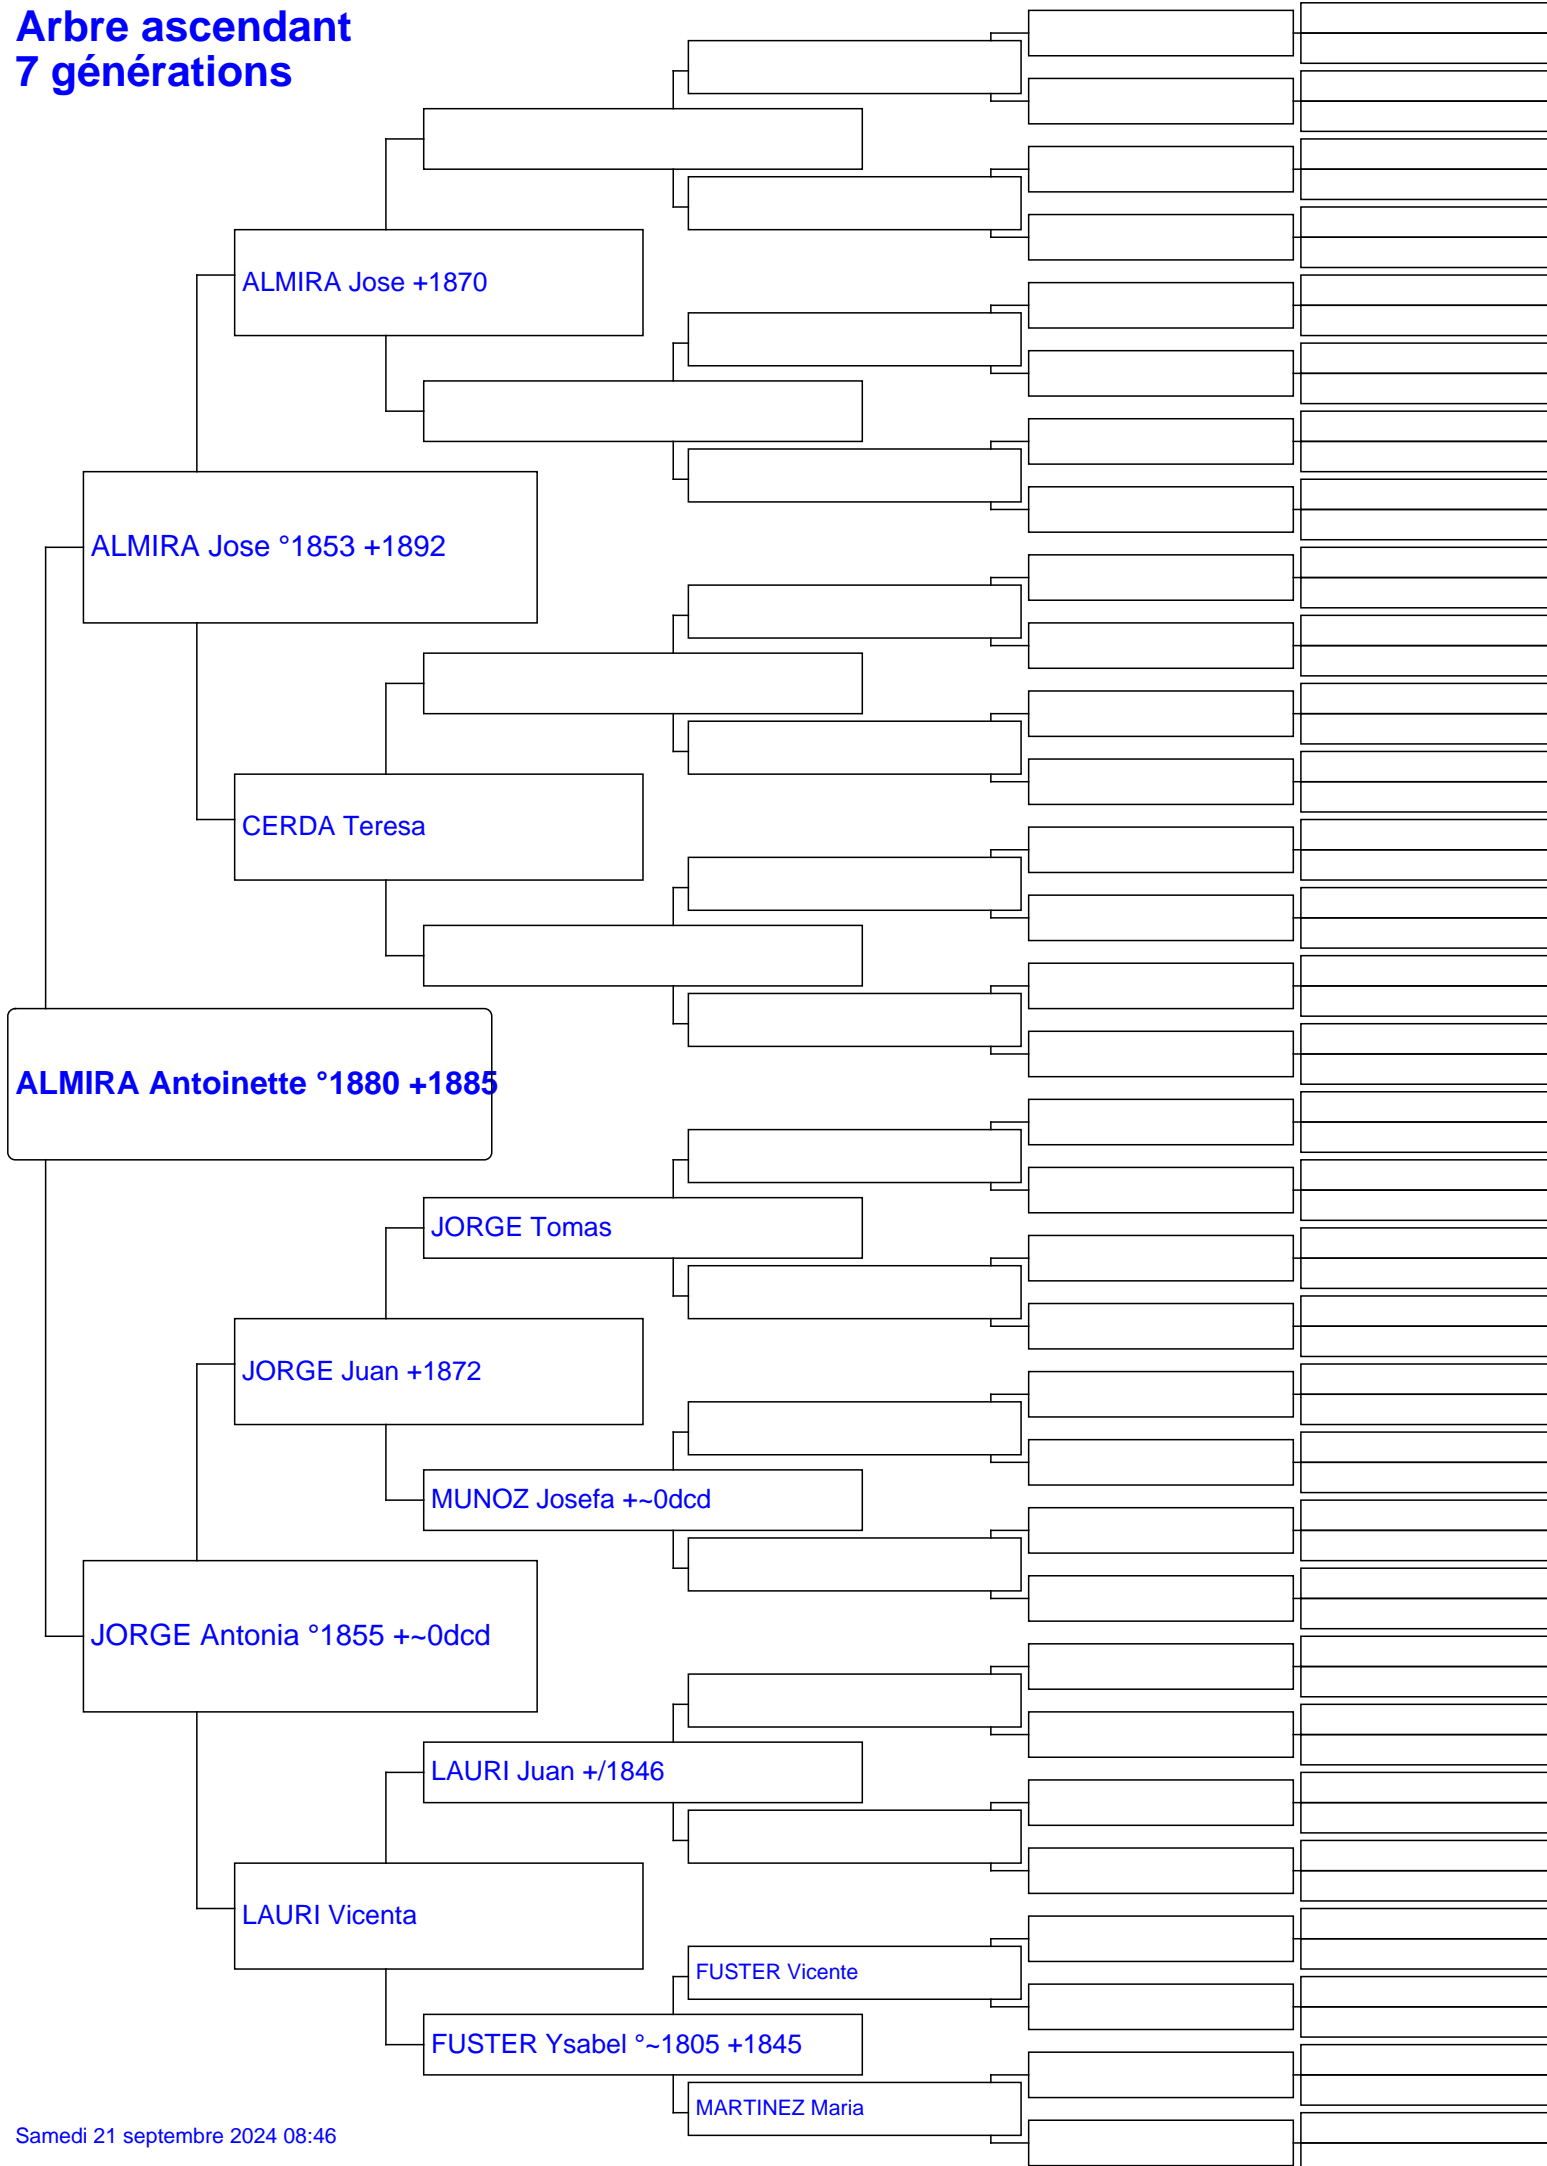 Arbre ascendant
7 générations
ALMIRA Jose +1870
ALMIRA Jose °1853 +1892
CERDA Teresa
ALMIRA Antoinette °1880 +1885
JORGE Tomas
JORGE Juan +1872
MUNOZ Josefa +~0dcd
JORGE Antonia °1855 +~0dcd
LAURI Juan +/1846
LAURI Vicenta
FUSTER Vicente
FUSTER Ysabel °~1805 +1845
MARTINEZ Maria
Samedi 21 septembre 2024 08:46